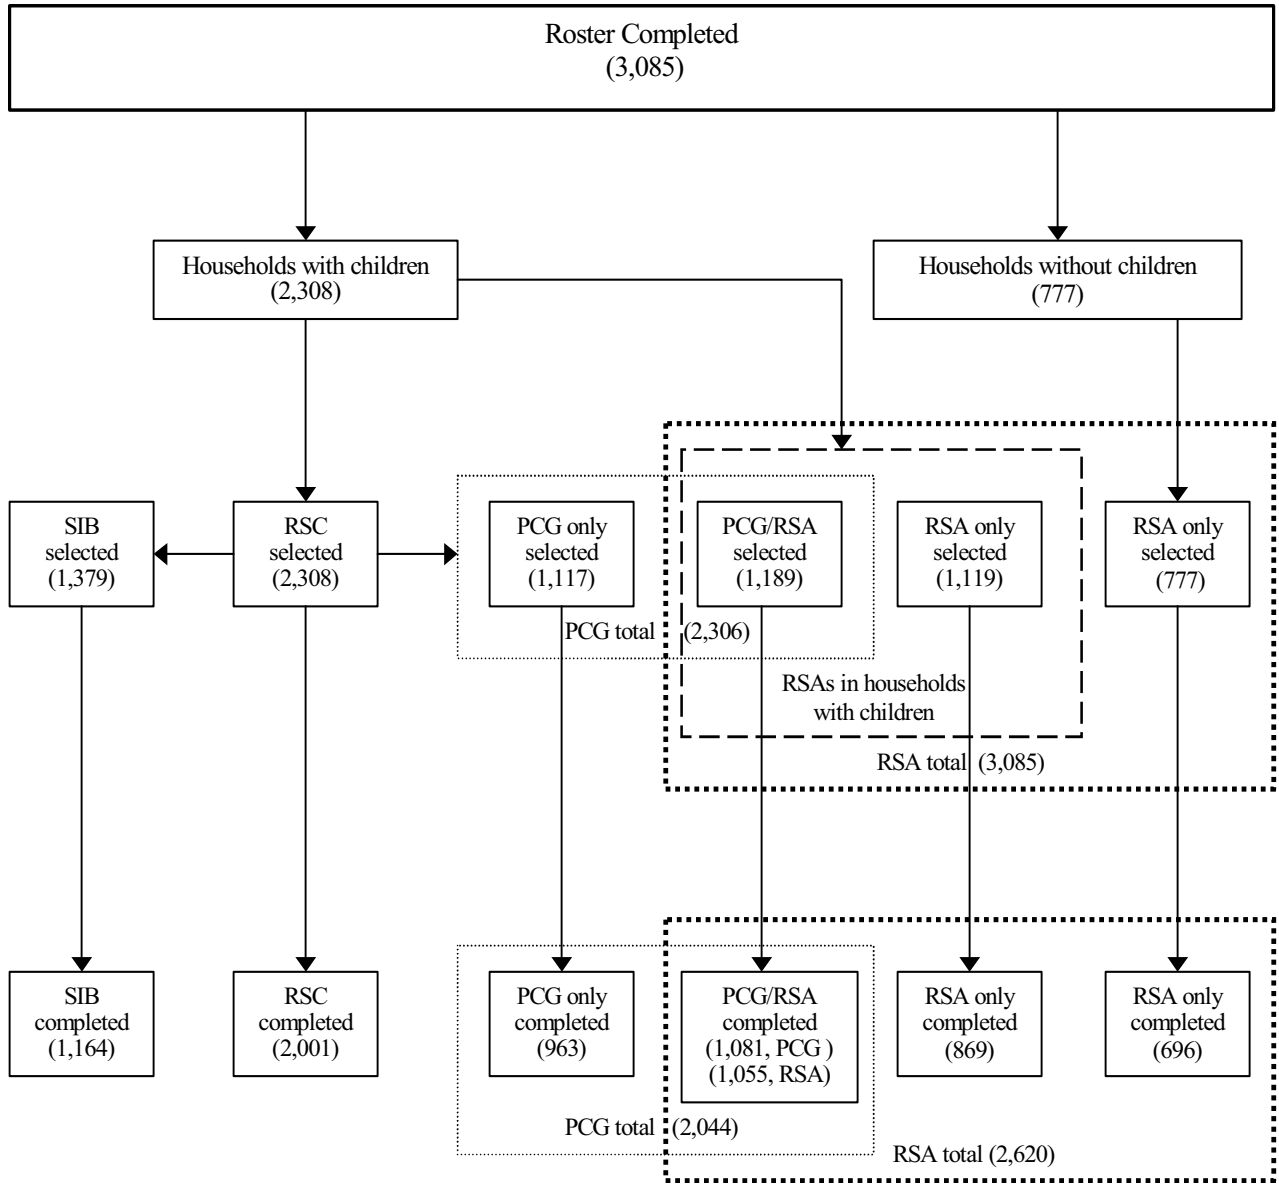 Roster Completed
(3,085)
Households with children
(2,308)
Households without children
(777)
SIB
selected
(1,379)
RSC
selected
(2,308)
PCG only
selected
(1,117)
PCG/RSA
selected
(1,189)
RSA only
selected
(1,119)
RSA only
selected
(777)
PCG total (2,306)
RSAs in households
with children
RSA total (3,085)
SIB
completed
(1,164)
RSC
completed
(2,001)
PCG only
completed
(963)
PCG/RSA
completed
(1,081, PCG )
(1,055, RSA)
RSA only
completed
(869)
RSA only
completed
(696)
PCG total (2,044)
RSA total (2,620)